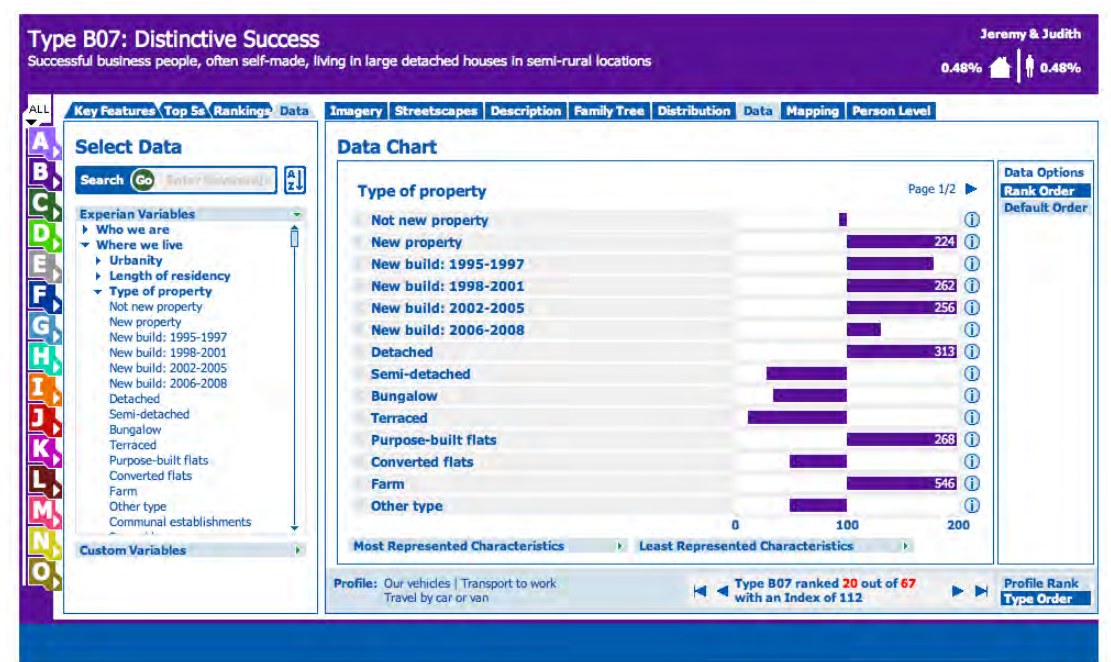 Type B07: Distinctive Success
Successful business people, often self-made, living in large detached houses in semi-rural locations
Jeremy & Judith
0.48% 0.48%
ALL
Key Features Top 5s Rankings Data
Imagery Streetscapes Description Family Tree Distribution Data Mapping Person Level
A
B
C
D
E
F
G
H
I
J
K
L
M
N
O
Select Data
Search Go
A
Z
Experian Variables
Who we are
Where we live
Urbanity
Length of residency
Type of property
Not new property
New property
New build: 1995-1997
New build: 1998-2001
New build: 2002-2005
New build: 2006-2008
Detached
Semi-detached
Bungalow
Terraced
Purpose-built flats
Converted flats
Farm
Other type
Communal establishments
Custom Variables
Data Chart
Type of property
Page 1/2
Not new property
New property 224
New build: 1995-1997
New build: 1998-2001 262
New build: 2002-2005 256
New build: 2006-2008
Detached 313
Semi-detached
Bungalow
Terraced
Purpose-built flats 268
Converted flats
Farm 546
Other type
0 100 200
Most Represented Characteristics Least Represented Characteristics
Data Options
Rank Order
Default Order
Profile: Our vehicles | Transport to work
Travel by car or van
Type B07 ranked 20 out of 67
with an Index of 112
Profile Rank
Type Order